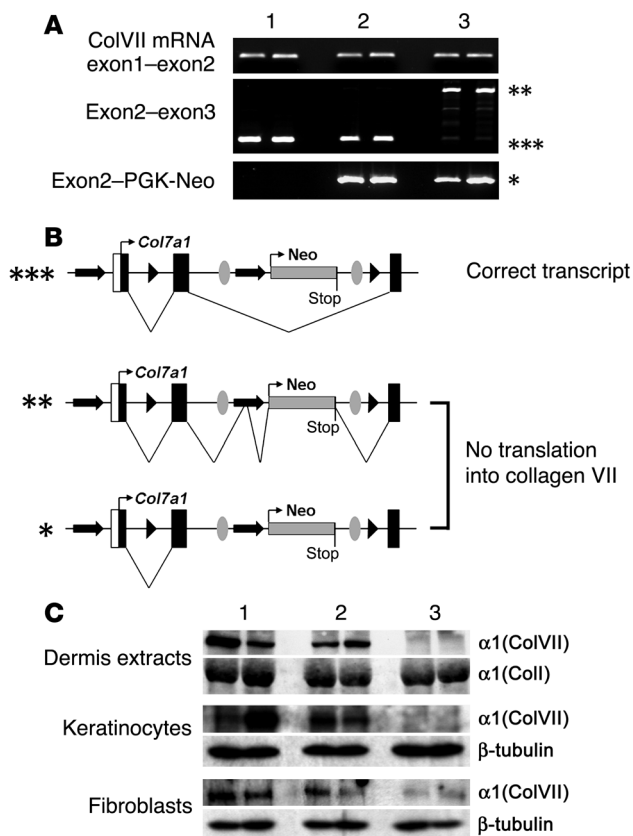 A
1 2 3
ColVII mRNA
exon1–exon2
Exon2–exon3
**
***
Exon2–PGK-Neo
*
B
***
Col7a1
Neo
Stop
Correct transcript
**
Col7a1
Neo
Stop
No translation
into collagen VII
*
Col7a1
Neo
Stop
C
1 2 3
Dermis extracts
α1(ColVII)
α1(ColI)
Keratinocytes
α1(ColVII)
β-tubulin
Fibroblasts
α1(ColVII)
β-tubulin